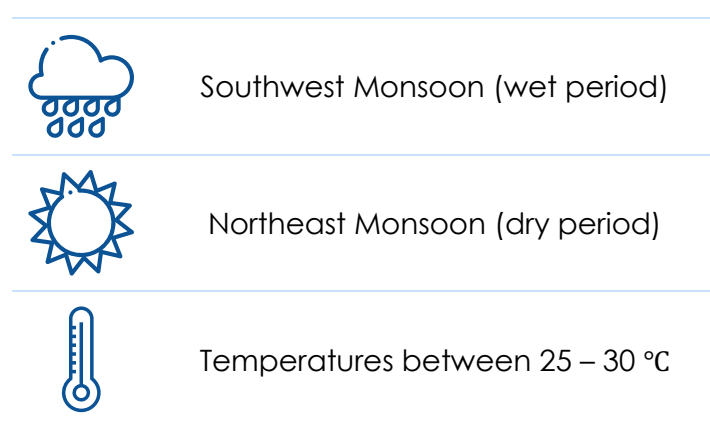 Southwest Monsoon (wet period)
Northeast Monsoon (dry period)
Temperatures between 25 – 30 °C